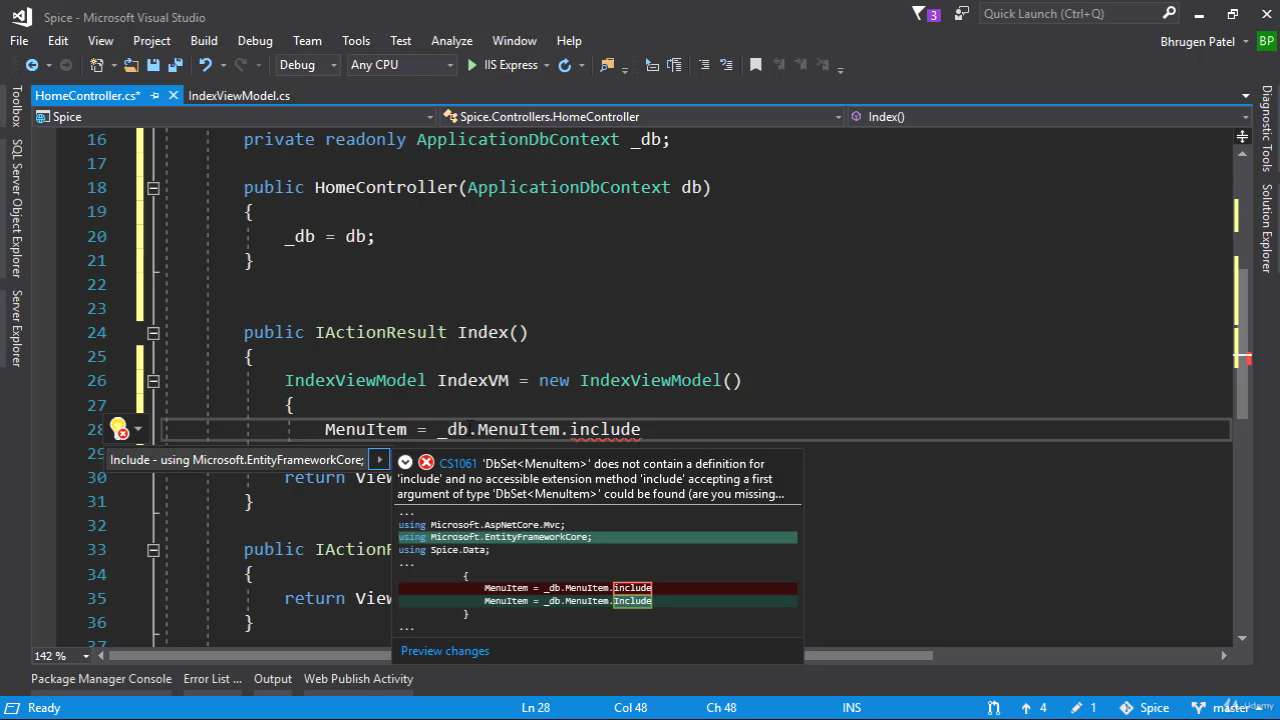 Spice - Microsoft Visual Studio
3
Quick Launch (Ctrl+Q)
File Edit View Project Build Debug Team Tools Test Analyze Window Help
Bhrugen Patel BP
Debug Any CPU IIS Express
HomeController.cs* IndexViewModel.cs
Spice Spice.Controllers.HomeController Index()
Toolbox
SQL Server Object Explorer
Server Explorer
Diagnostic Tools
Solution Explorer
16 private readonly ApplicationDbContext _db;
17
18 public HomeController(ApplicationDbContext db)
19 {
20 _db = db;
21 }
22
23
24 public IActionResult Index()
25 {
26 IndexViewModel IndexVM = new IndexViewModel()
27 {
28 MenuItem = _db.MenuItem.include
29
30 return View
31 }
32
33 public IActionR
34 {
35 return View
36 }
37
Include - using Microsoft.EntityFrameworkCore;
CS1061 'DbSet<MenuItem>' does not contain a definition for
'include' and no accessible extension method 'include' accepting a first
argument of type 'DbSet<MenuItem>' could be found (are you missing...
...
using Microsoft.AspNetCore.Mvc;
using Microsoft.EntityFrameworkCore;
using Spice.Data;
...
{
MenuItem = _db.MenuItem.include
MenuItem = _db.MenuItem.Include
}
...
Preview changes
142 %
Package Manager Console Error List ... Output Web Publish Activity
Ready Ln 28 Col 48 Ch 48 INS 4 1 Spice master
Udemy